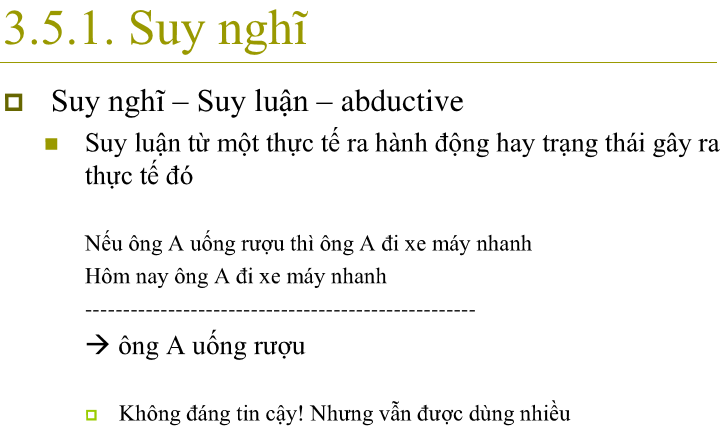 3.5.1. Suy nghĩ
Suy nghĩ – Suy luận – abductive
Suy luận từ một thực tế ra hành động hay trạng thái gây ra
thực tế đó
Nếu ông A uống rượu thì ông A đi xe máy nhanh
Hôm nay ông A đi xe máy nhanh
----------------------------------------------------
→ ông A uống rượu
Không đáng tin cậy! Nhưng vẫn được dùng nhiều